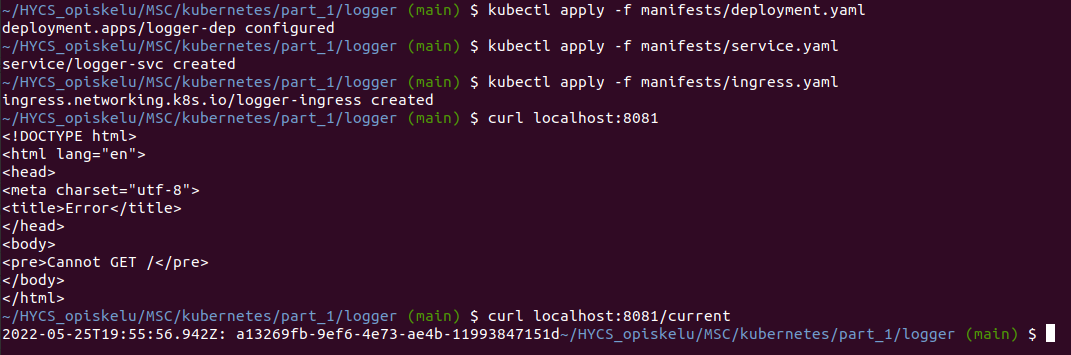 ~/HYCS_opiskelu/MSC/kubernetes/part_1/logger (main) $ kubectl apply -f manifests/deployment.yaml
deployment.apps/logger-dep configured
~/HYCS_opiskelu/MSC/kubernetes/part_1/logger (main) $ kubectl apply -f manifests/service.yaml
service/logger-svc created
~/HYCS_opiskelu/MSC/kubernetes/part_1/logger (main) $ kubectl apply -f manifests/ingress.yaml
ingress.networking.k8s.io/logger-ingress created
~/HYCS_opiskelu/MSC/kubernetes/part_1/logger (main) $ curl localhost:8081
<!DOCTYPE html>
<html lang="en">
<head>
<meta charset="utf-8">
<title>Error</title>
</head>
<body>
<pre>Cannot GET /</pre>
</body>
</html>
~/HYCS_opiskelu/MSC/kubernetes/part_1/logger (main) $ curl localhost:8081/current
2022-05-25T19:55:56.942Z: a13269fb-9ef6-4e73-ae4b-11993847151d~/HYCS_opiskelu/MSC/kubernetes/part_1/logger (main) $